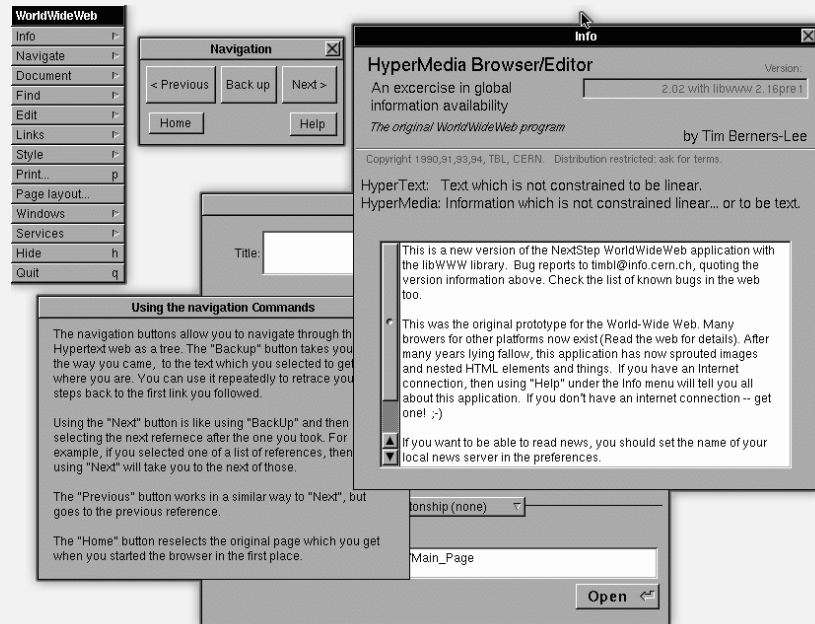 WorldWideWeb
Info
Navigate
Document
Find
Edit
Links
Style
Print... p
Page layout...
Windows
Services
Hide h
Quit q
Navigation
< Previous Back up Next >
Home Help
Info
HyperMedia Browser/Editor
Version:
An excercise in global
information availability
2.02 with libwww 2.16pre1
The original WorldWideWeb program
by Tim Berners-Lee
Copyright 1990,91,93,94, TBL, CERN. Distribution restricted: ask for terms.
HyperText: Text which is not constrained to be linear.
HyperMedia: Information which is not constrained linear... or to be text.
This is a new version of the NextStep WorldWideWeb application with
the libWWW library. Bug reports to timbl@info.cern.ch, quoting the
version information above. Check the list of known bugs in the web
too.
This was the original prototype for the World-Wide Web. Many
browers for other platforms now exist (Read the web for details). After
many years lying fallow, this application has now sprouted images
and nested HTML elements and things. If you have an Internet
connection, then using "Help" under the Info menu will tell you all
about this application. If you don't have an internet connection -- get
one! ;-)
If you want to be able to read news, you should set the name of your
local news server in the preferences.
Title:
Using the navigation Commands
The navigation buttons allow you to navigate through th
Hypertext web as a tree. The "Backup" button takes you
the way you came, to the text which you selected to get
where you are. You can use it repeatedly to retrace you
steps back to the first link you followed.
Using the "Next" button is like using "BackUp" and then
selecting the next refernece after the one you took. For
example, if you selected one of a list of references, then
using "Next" will take you to the next of those.
The "Previous" button works in a similar way to "Next", but
goes to the previous reference.
The "Home" button reselects the original page which you get
when you started the browser in the first place.
tonship (none)
/Main_Page
Open